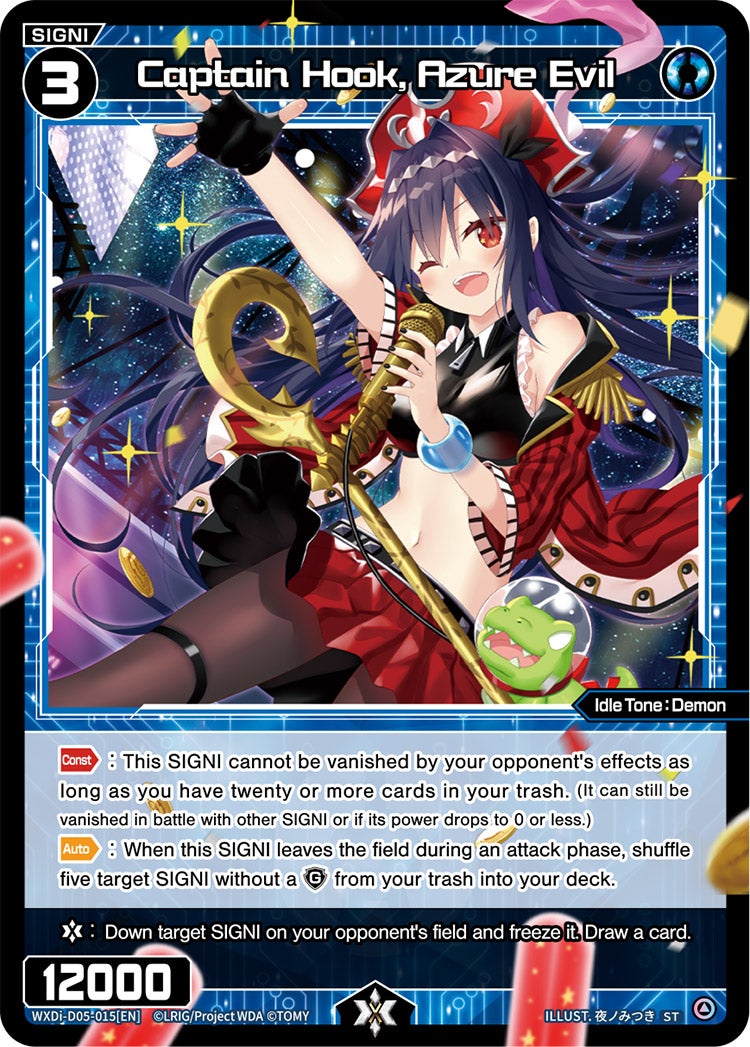 SIGNI
3
Captain Hook, Azure Evil
Idle Tone:Demon
Const : This SIGNI cannot be vanished by your opponent's effects as
long as you have twenty or more cards in your trash. (It can still be
vanished in battle with other SIGNI or if its power drops to 0 or less.)
Auto : When this SIGNI leaves the field during an attack phase, shuffle
five target SIGNI without a G from your trash into your deck.
: Down target SIGNI on your opponent's field and freeze it. Draw a card.
12000
WXDi-D05-015[EN] ©LRIG/Project WDA ©TOMY
ILLUST. 夜ノみつき ST